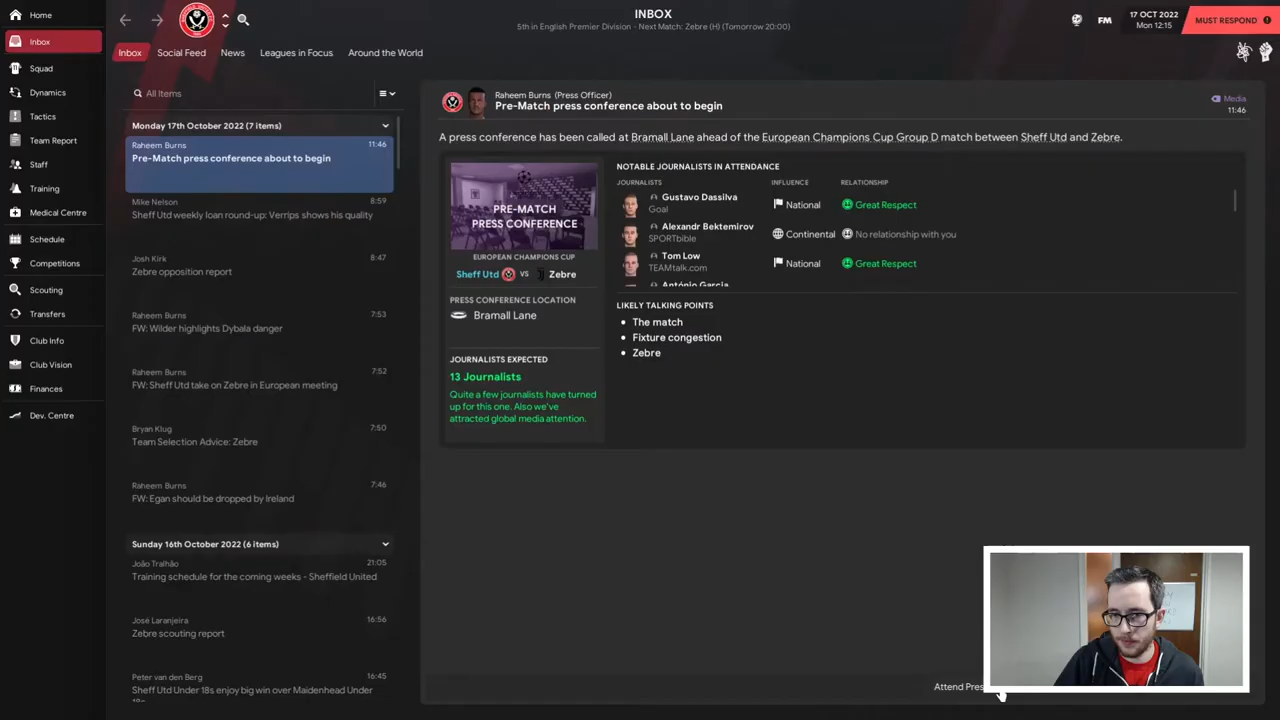 Home
Inbox
Squad
Dynamics
Tactics
Team Report
Staff
Training
Medical Centre
Schedule
Competitions
Scouting
Transfers
Club Info
Club Vision
Finances
Dev. Centre
INBOX
5th in English Premier Division - Next Match: Zebre (H) (Tomorrow 20:00)
FM
17 OCT 2022
Mon 12:15
MUST RESPOND
Inbox
Social Feed
News
Leagues in Focus
Around the World
All Items
Monday 17th October 2022 (7 items)
Raheem Burns 11:46
Pre-Match press conference about to begin
Mike Nelson 8:59
Sheff Utd weekly loan round-up: Verrips shows his quality
Josh Kirk 8:47
Zebre opposition report
Raheem Burns 7:53
FW: Wilder highlights Dybala danger
Raheem Burns 7:52
FW: Sheff Utd take on Zebre in European meeting
Bryan Klug 7:50
Team Selection Advice: Zebre
Raheem Burns 7:46
FW: Egan should be dropped by Ireland
Sunday 16th October 2022 (6 items)
João Tralhão 21:05
Training schedule for the coming weeks - Sheffield United
José Laranjeira 16:56
Zebre scouting report
Peter van den Berg 16:45
Sheff Utd Under 18s enjoy big win over Maidenhead Under
18s
Raheem Burns (Press Officer)
Pre-Match press conference about to begin
Media
11:46
A press conference has been called at Bramall Lane ahead of the European Champions Cup Group D match between Sheff Utd and Zebre.
PRE-MATCH
PRESS CONFERENCE
EUROPEAN CHAMPIONS CUP
Sheff Utd VS Zebre
PRESS CONFERENCE LOCATION
Bramall Lane
JOURNALISTS EXPECTED
13 Journalists
Quite a few journalists have turned
up for this one. Also we've
attracted global media attention.
NOTABLE JOURNALISTS IN ATTENDANCE
JOURNALISTS INFLUENCE RELATIONSHIP
Gustavo Dassilva
Goal
National Great Respect
Alexandr Bektemirov
SPORTbible
Continental No relationship with you
Tom Low
TEAMtalk.com
National Great Respect
António Garcia
LIKELY TALKING POINTS
The match
Fixture congestion
Zebre
Attend Pres